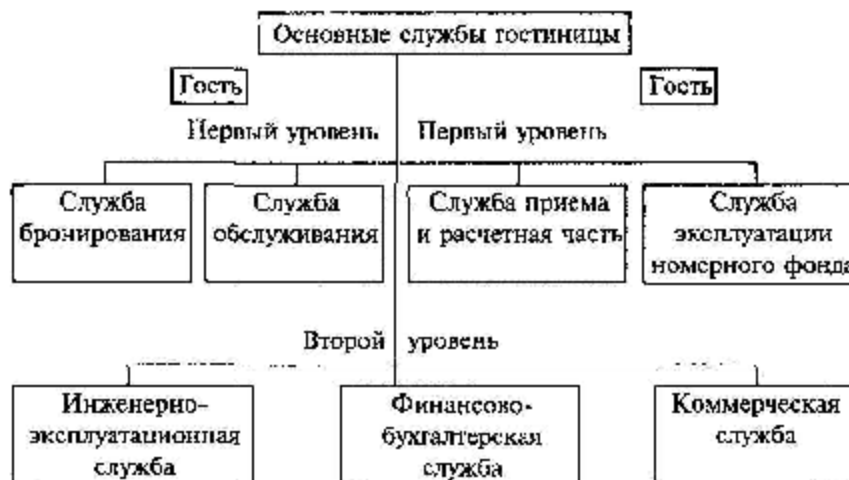 Основные службы гостиницы
Гость
Гость
Первый уровень
Первый уровень
Служба
бронирования
Служба
обслуживания
Служба приема
и расчетная часть
Служба
эксплуатации
номерного фонда
Второй уровень
Инженерно-
эксплуатационная
служба
Финансово-
бухгалтерская
служба
Коммерческая
служба